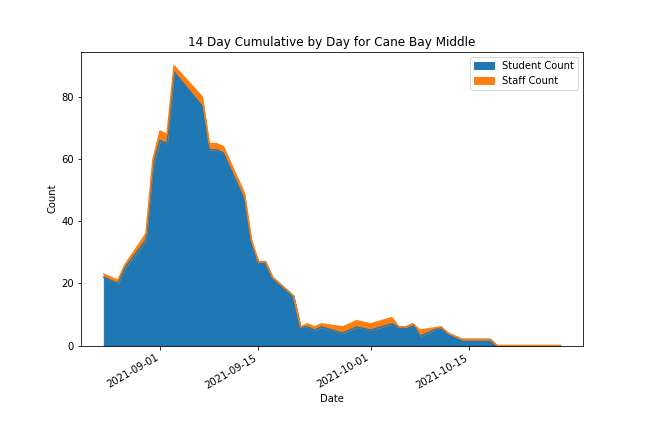 14 Day Cumulative by Day for Cane Bay Middle
Student Count
Staff Count
Count
80
60
40
20
0
2021-09-01
2021-09-15
2021-10-01
2021-10-15
Date